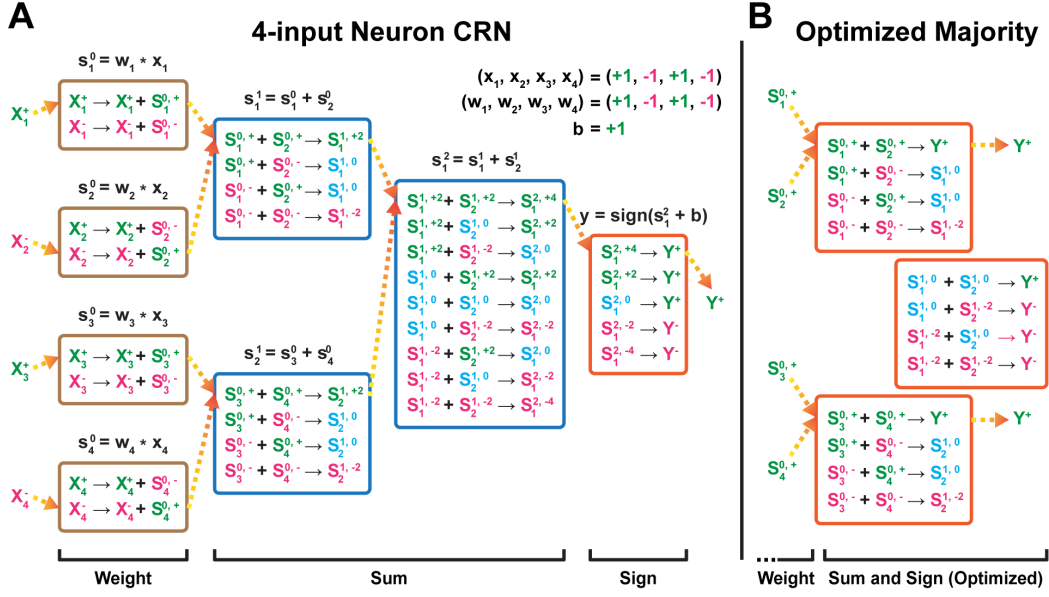 A
4-input Neuron CRN
(x₁, x₂, x₃, x₄) = (+1, -1, +1, -1)
(w₁, w₂, w₃, w₄) = (+1, -1, +1, -1)
b = +1
s₁⁰ = w₁ * x₁
X₁⁺
X₁⁺ → X₁⁺ + S₁⁰,⁺
X₁⁻ → X₁⁻ + S₁⁰,⁻
s₂⁰ = w₂ * x₂
X₂⁻
X₂⁺ → X₂⁺ + S₂⁰,⁻
X₂⁻ → X₂⁻ + S₂⁰,⁺
s₃⁰ = w₃ * x₃
X₃⁺
X₃⁺ → X₃⁺ + S₃⁰,⁺
X₃⁻ → X₃⁻ + S₃⁰,⁻
s₄⁰ = w₄ * x₄
X₄⁻
X₄⁺ → X₄⁺ + S₄⁰,⁻
X₄⁻ → X₄⁻ + S₄⁰,⁺
Weight
s₁¹ = s₁⁰ + s₂⁰
S₁⁰,⁺ + S₂⁰,⁺ → S₁¹,⁺²
S₁⁰,⁺ + S₂⁰,⁻ → S₁¹,⁰
S₁⁰,⁻ + S₂⁰,⁺ → S₁¹,⁰
S₁⁰,⁻ + S₂⁰,⁻ → S₁¹,⁻²
s₂¹ = s₃⁰ + s₄⁰
S₃⁰,⁺ + S₄⁰,⁺ → S₂¹,⁺²
S₃⁰,⁺ + S₄⁰,⁻ → S₂¹,⁰
S₃⁰,⁻ + S₄⁰,⁺ → S₂¹,⁰
S₃⁰,⁻ + S₄⁰,⁻ → S₂¹,⁻²
s₁² = s₁¹ + s₂¹
S₁¹,⁺² + S₂¹,⁺² → S₁²,⁺⁴
S₁¹,⁺² + S₂¹,⁰ → S₁²,⁺²
S₁¹,⁺² + S₂¹,⁻² → S₁²,⁰
S₁¹,⁰ + S₂¹,⁺² → S₁²,⁺²
S₁¹,⁰ + S₂¹,⁰ → S₁²,⁰
S₁¹,⁰ + S₂¹,⁻² → S₁²,⁻²
S₁¹,⁻² + S₂¹,⁺² → S₁²,⁰
S₁¹,⁻² + S₂¹,⁰ → S₁²,⁻²
S₁¹,⁻² + S₂¹,⁻² → S₁²,⁻⁴
Sum
y = sign(s₁² + b)
S₁²,⁺⁴ → Y⁺
S₁²,⁺² → Y⁺
S₁²,⁰ → Y⁺
S₁²,⁻² → Y⁻
S₁²,⁻⁴ → Y⁻
Y⁺
Sign
B
Optimized Majority
S₁⁰,⁺
S₂⁰,⁺
S₁⁰,⁺ + S₂⁰,⁺ → Y⁺
S₁⁰,⁺ + S₂⁰,⁻ → S₁¹,⁰
S₁⁰,⁻ + S₂⁰,⁺ → S₁¹,⁰
S₁⁰,⁻ + S₂⁰,⁻ → S₁¹,⁻²
Y⁺
S₁¹,⁰ + S₂¹,⁰ → Y⁺
S₁¹,⁰ + S₂¹,⁻² → Y⁻
S₁¹,⁻² + S₂¹,⁰ → Y⁻
S₁¹,⁻² + S₂¹,⁻² → Y⁻
S₃⁰,⁺
S₄⁰,⁺
S₃⁰,⁺ + S₄⁰,⁺ → Y⁺
S₃⁰,⁺ + S₄⁰,⁻ → S₂¹,⁰
S₃⁰,⁻ + S₄⁰,⁺ → S₂¹,⁰
S₃⁰,⁻ + S₄⁰,⁻ → S₂¹,⁻²
Y⁺
Weight
Sum and Sign (Optimized)